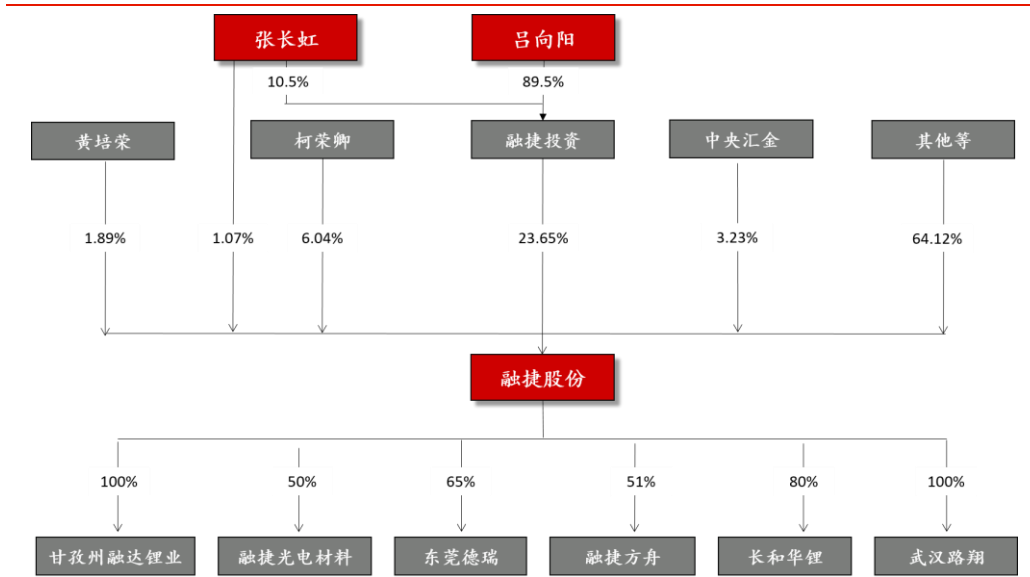 张长虹
吕向阳
10.5%
89.5%
黄培荣
柯荣卿
融捷投资
中央汇金
其他等
1.89%
1.07%
6.04%
23.65%
3.23%
64.12%
融捷股份
100%
50%
65%
51%
80%
100%
甘孜州融达锂业
融捷光电材料
东莞德瑞
融捷方舟
长和华锂
武汉路翔